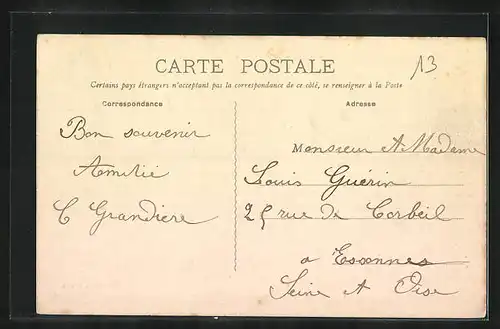 CARTE POSTALE
13
Certains pays étrangers n'acceptant pas la correspondance de ce côté, se renseigner à la Poste
Correspondance
Adresse
Bon souvenir
Amitié
C Grandiere
Monsieur et Madame
Louis Guérin
25 rue de Corbeil
a Essonnes
Seine et Oise